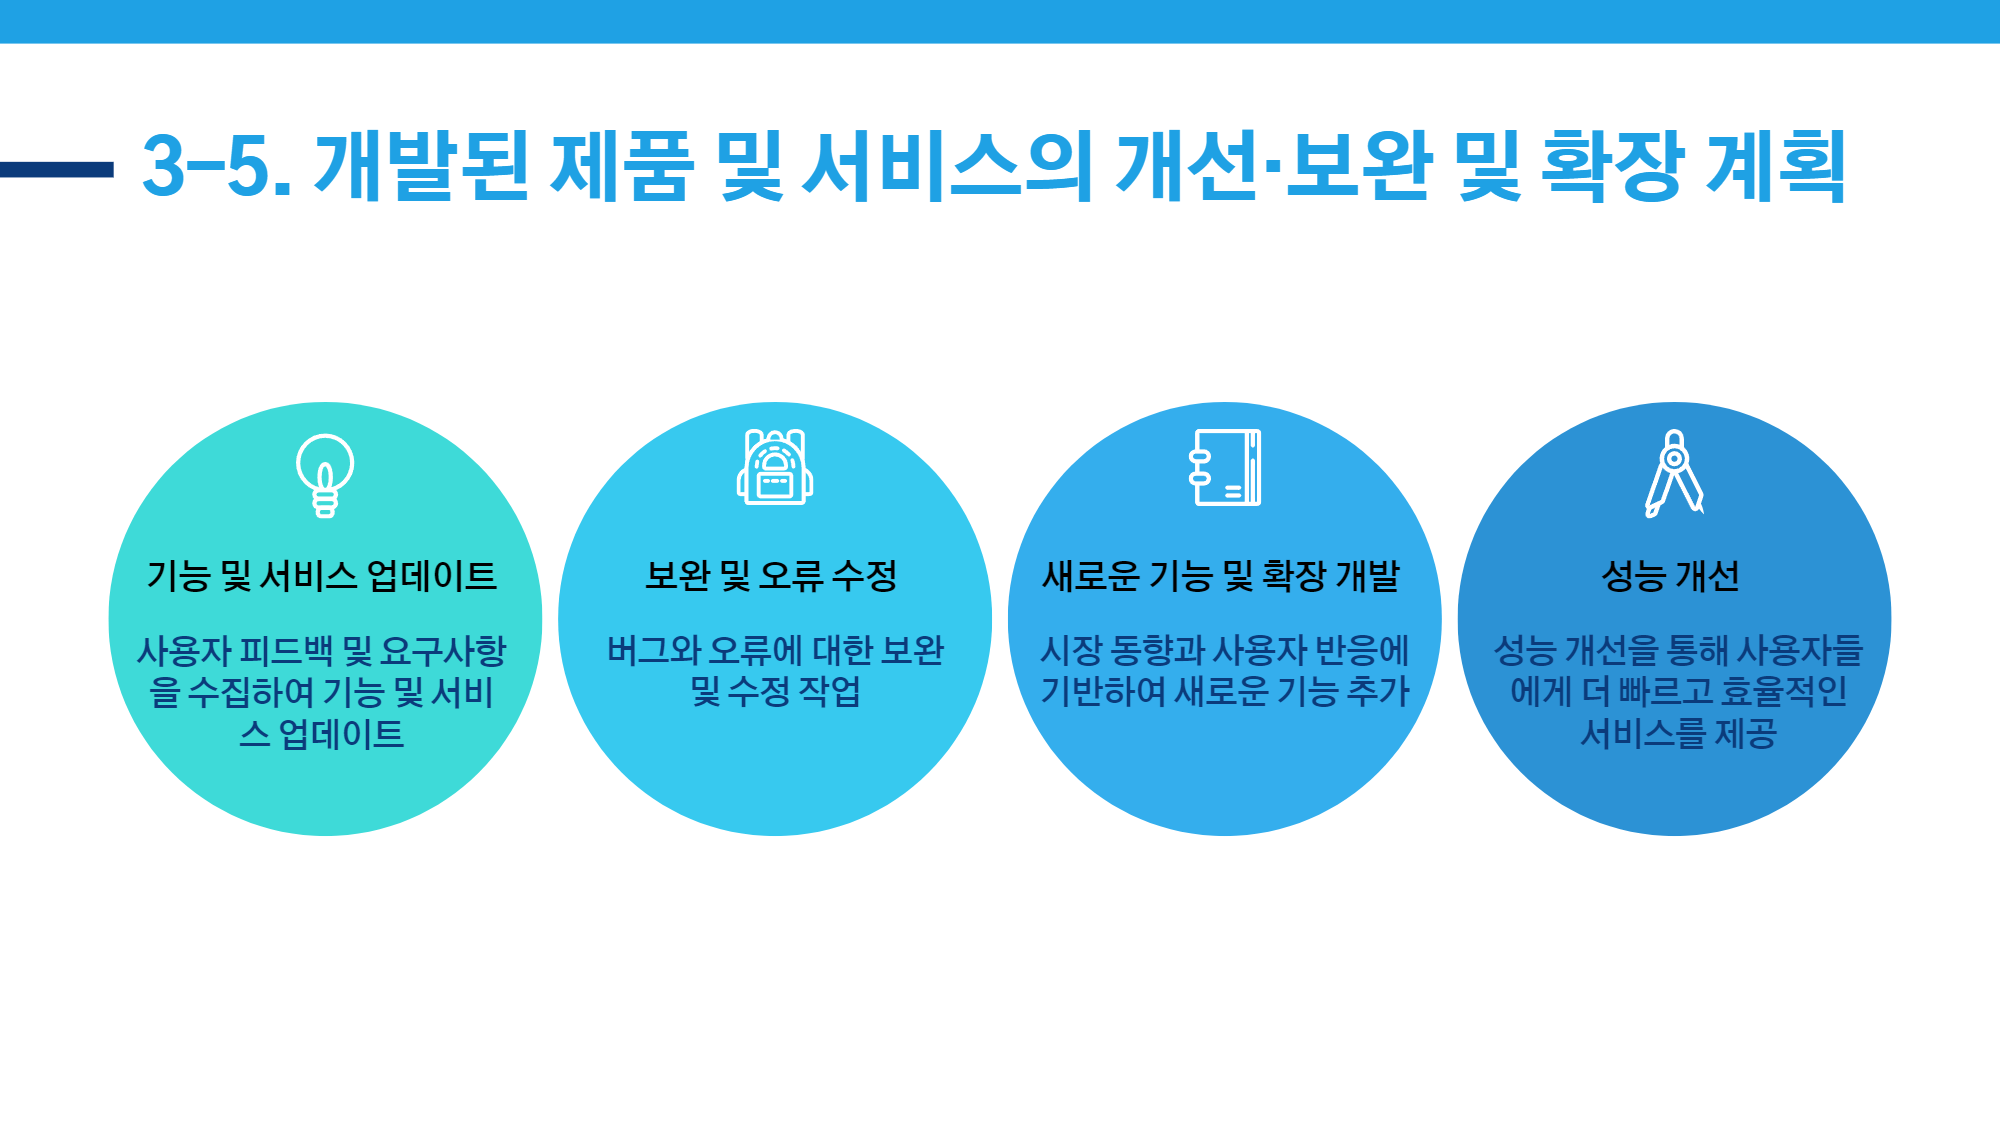 3-5. 개발된 제품 및 서비스의 개선·보완 및 확장 계획
기능 및 서비스 업데이트
사용자 피드백 및 요구사항
을 수집하여 기능 및 서비
스 업데이트
보완 및 오류 수정
버그와 오류에 대한 보완
및 수정 작업
새로운 기능 및 확장 개발
시장 동향과 사용자 반응에
기반하여 새로운 기능 추가
성능 개선
성능 개선을 통해 사용자들
에게 더 빠르고 효율적인
서비스를 제공